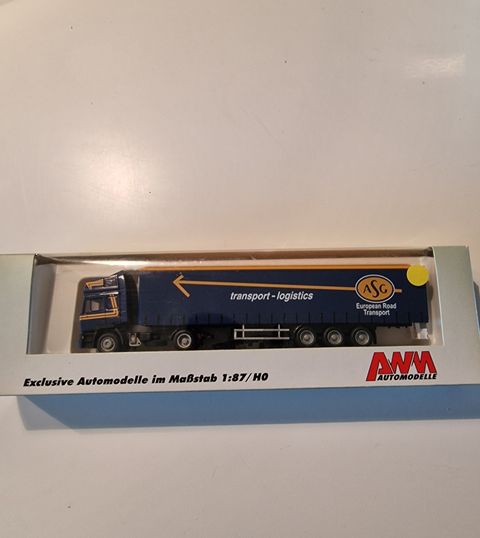 transport - logistics
ASG
European Road
Transport
Exclusive Automodelle im Maßstab 1:87/H0
AWM
AUTOMODELLE